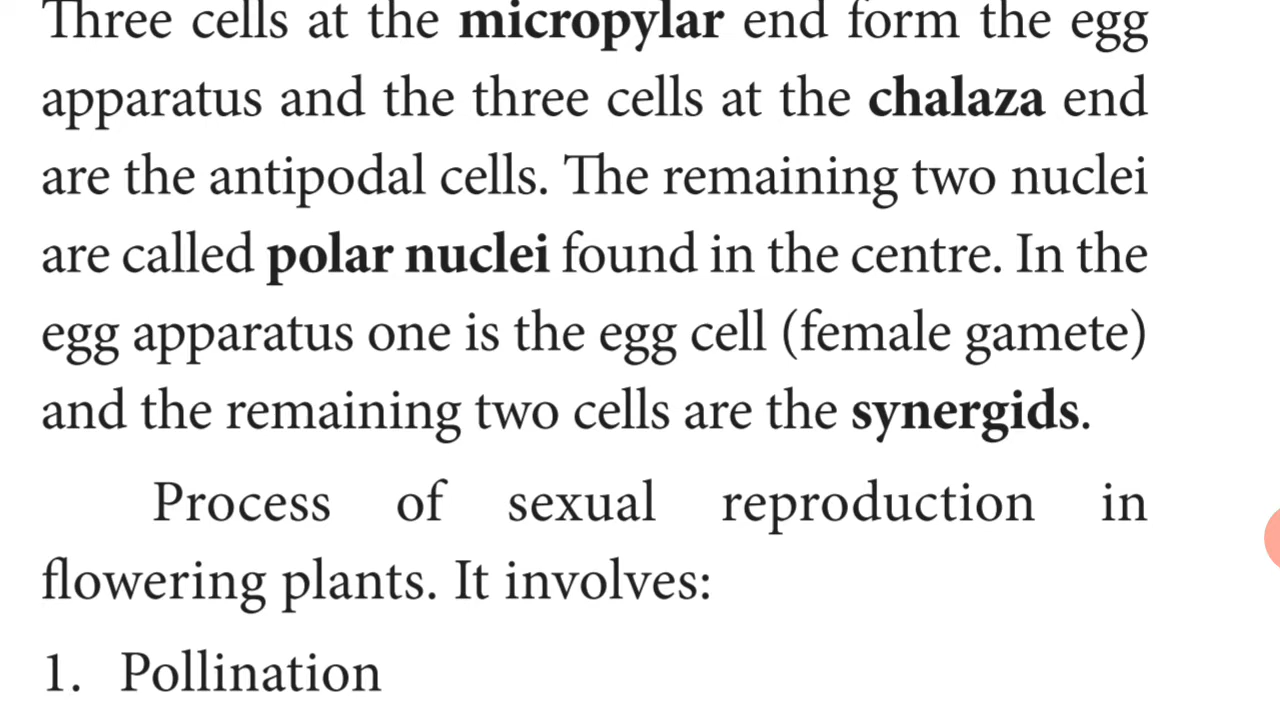 Three cells at the micropylar end form the egg
apparatus and the three cells at the chalaza end
are the antipodal cells. The remaining two nuclei
are called polar nuclei found in the centre. In the
egg apparatus one is the egg cell (female gamete)
and the remaining two cells are the synergids.
Process of sexual reproduction in
flowering plants. It involves:
1. Pollination